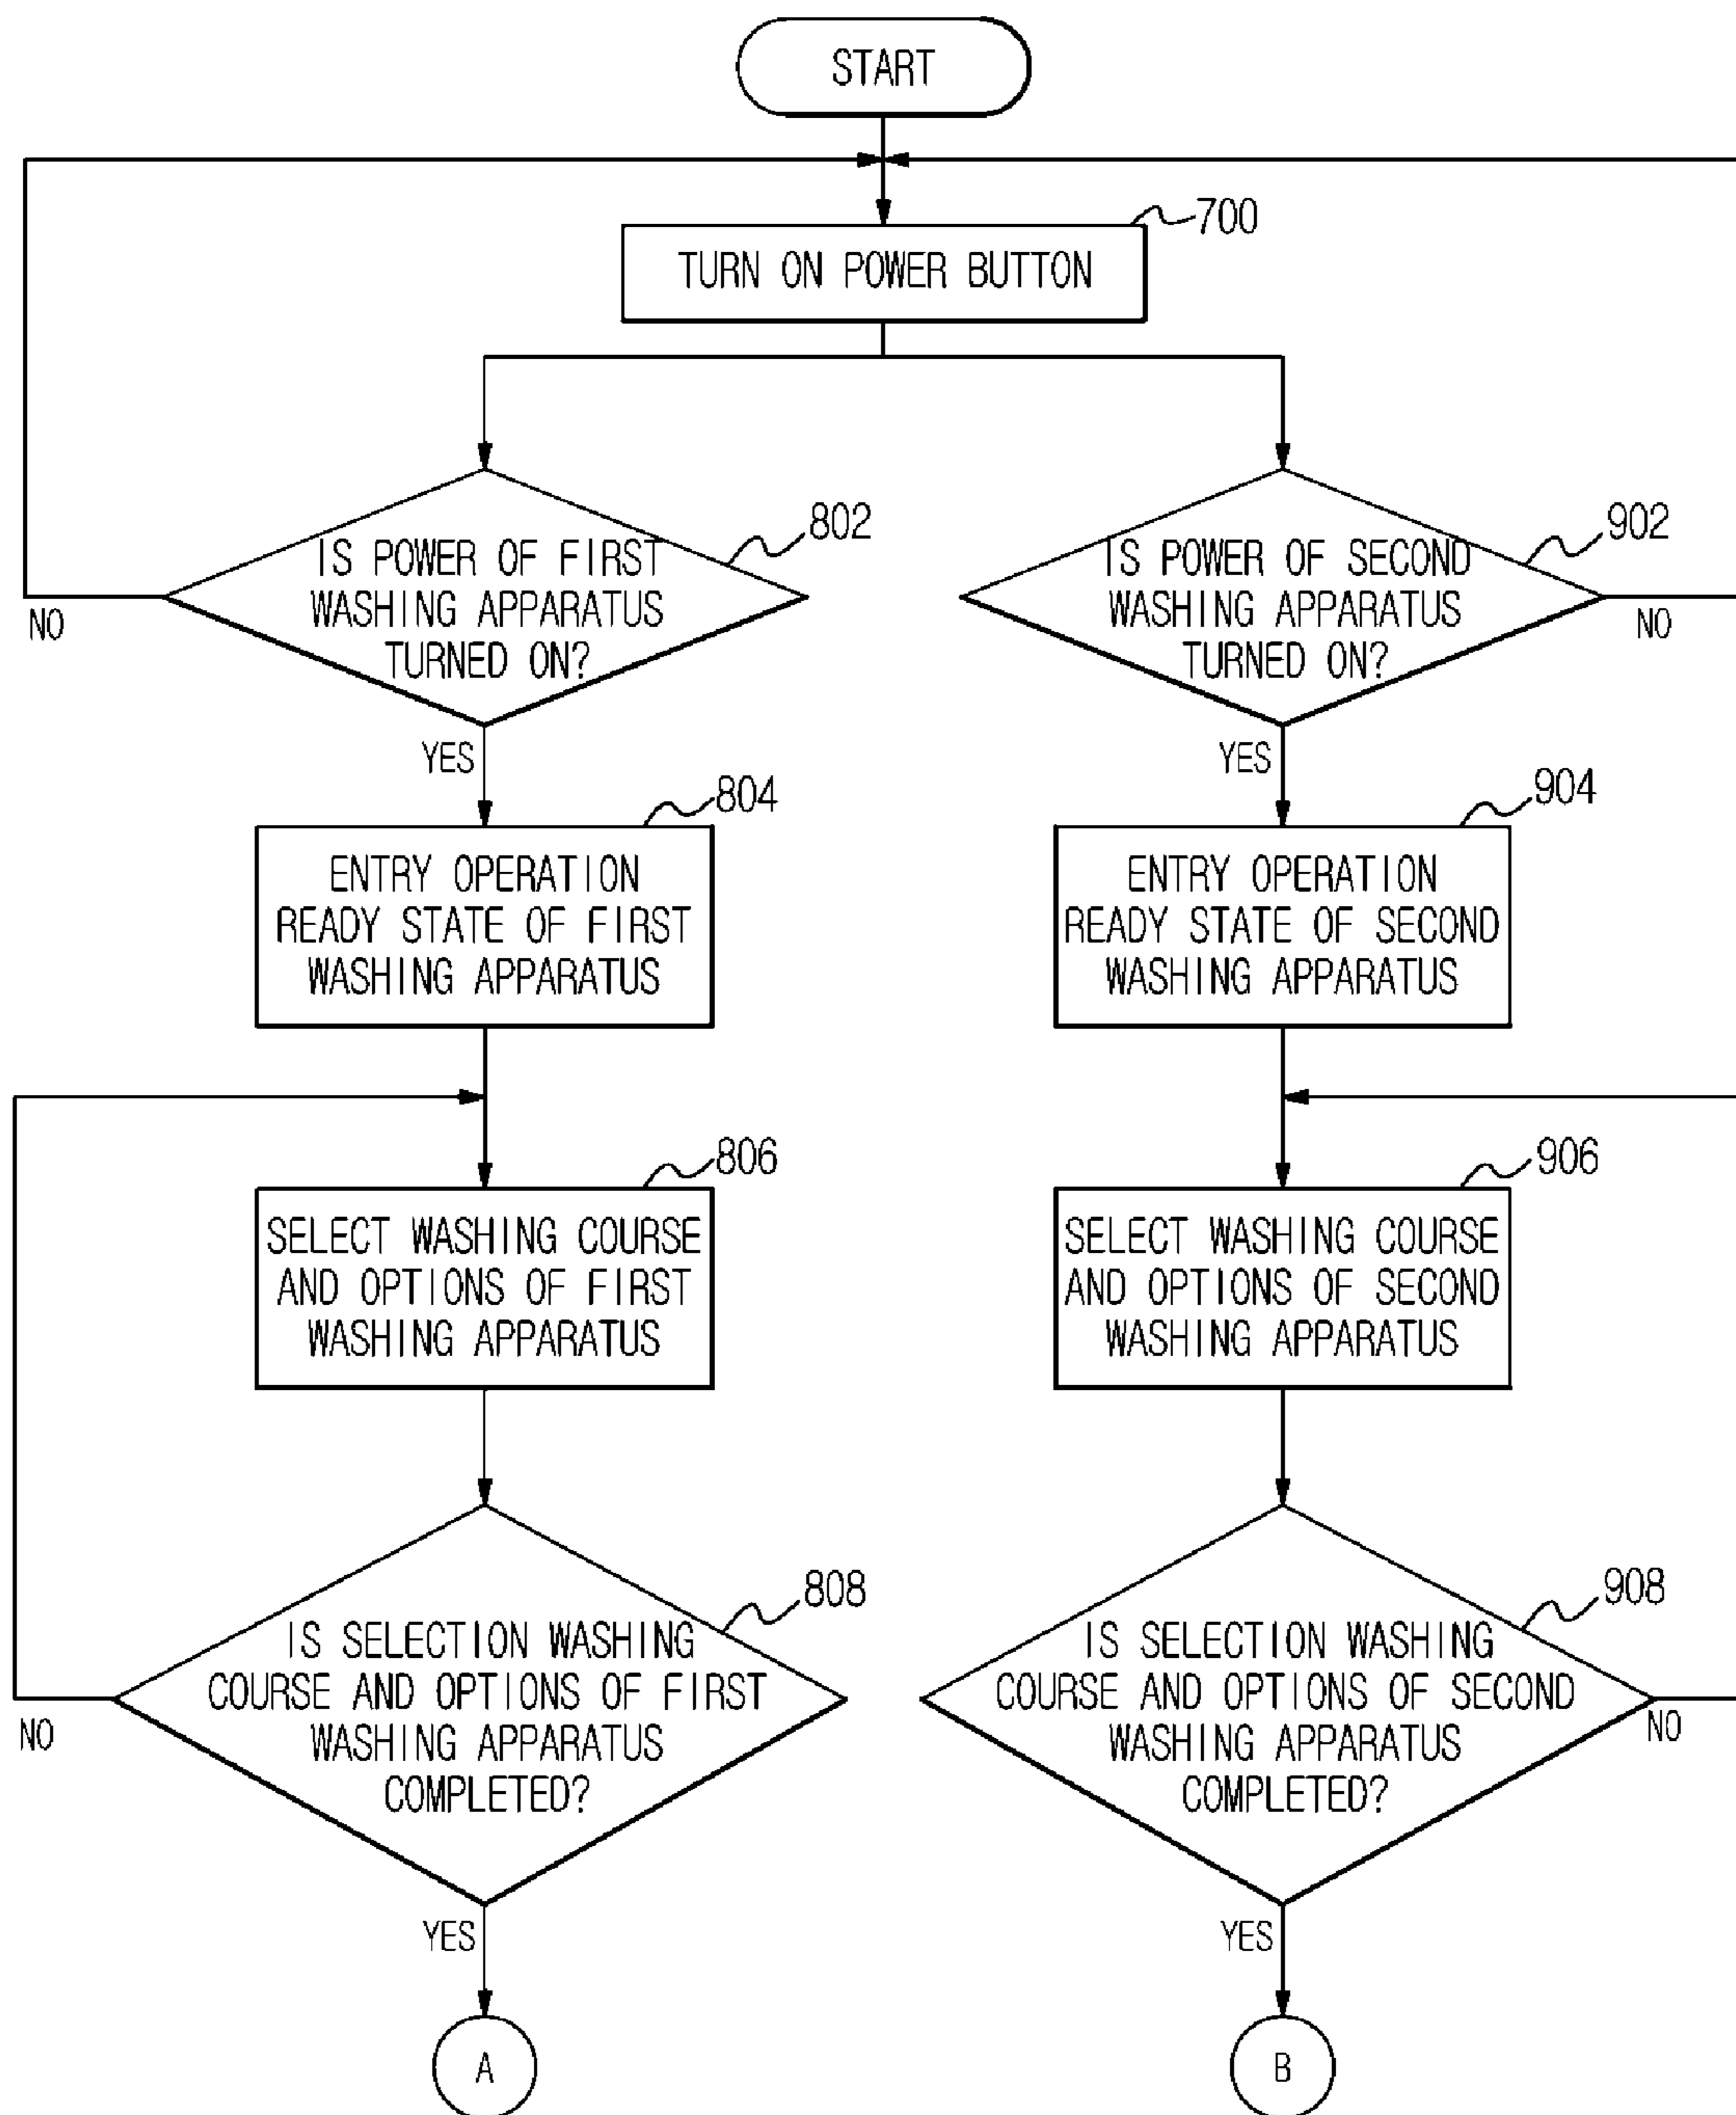 START
700
TURN ON POWER BUTTON
802
IS POWER OF FIRST
WASHING APPARATUS
TURNED ON?
NO
YES
902
IS POWER OF SECOND
WASHING APPARATUS
TURNED ON?
NO
YES
804
ENTRY OPERATION
READY STATE OF FIRST
WASHING APPARATUS
904
ENTRY OPERATION
READY STATE OF SECOND
WASHING APPARATUS
806
SELECT WASHING COURSE
AND OPTIONS OF FIRST
WASHING APPARATUS
906
SELECT WASHING COURSE
AND OPTIONS OF SECOND
WASHING APPARATUS
808
IS SELECTION WASHING
COURSE AND OPTIONS OF FIRST
WASHING APPARATUS
COMPLETED?
NO
YES
908
IS SELECTION WASHING
COURSE AND OPTIONS OF SECOND
WASHING APPARATUS
COMPLETED?
NO
YES
A
B